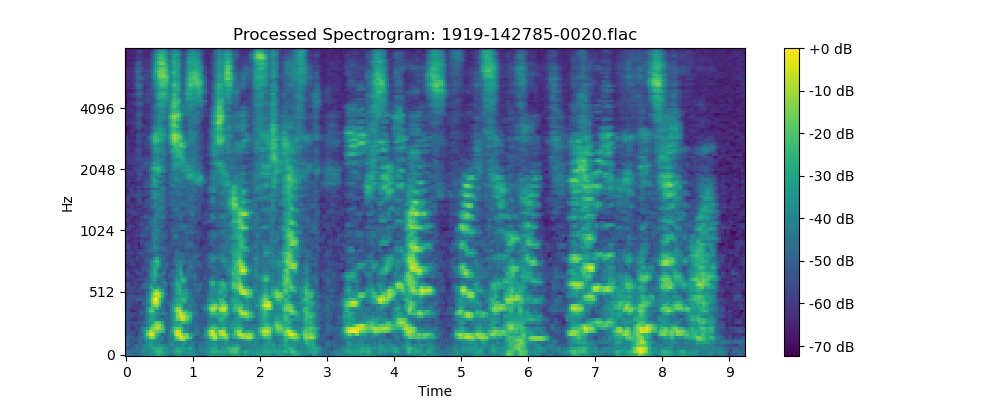 Processed Spectrogram: 1919-142785-0020.flac
Hz
4096
2048
1024
512
0
0 1 2 3 4 5 6 7 8 9
Time
+0 dB
-10 dB
-20 dB
-30 dB
-40 dB
-50 dB
-60 dB
-70 dB